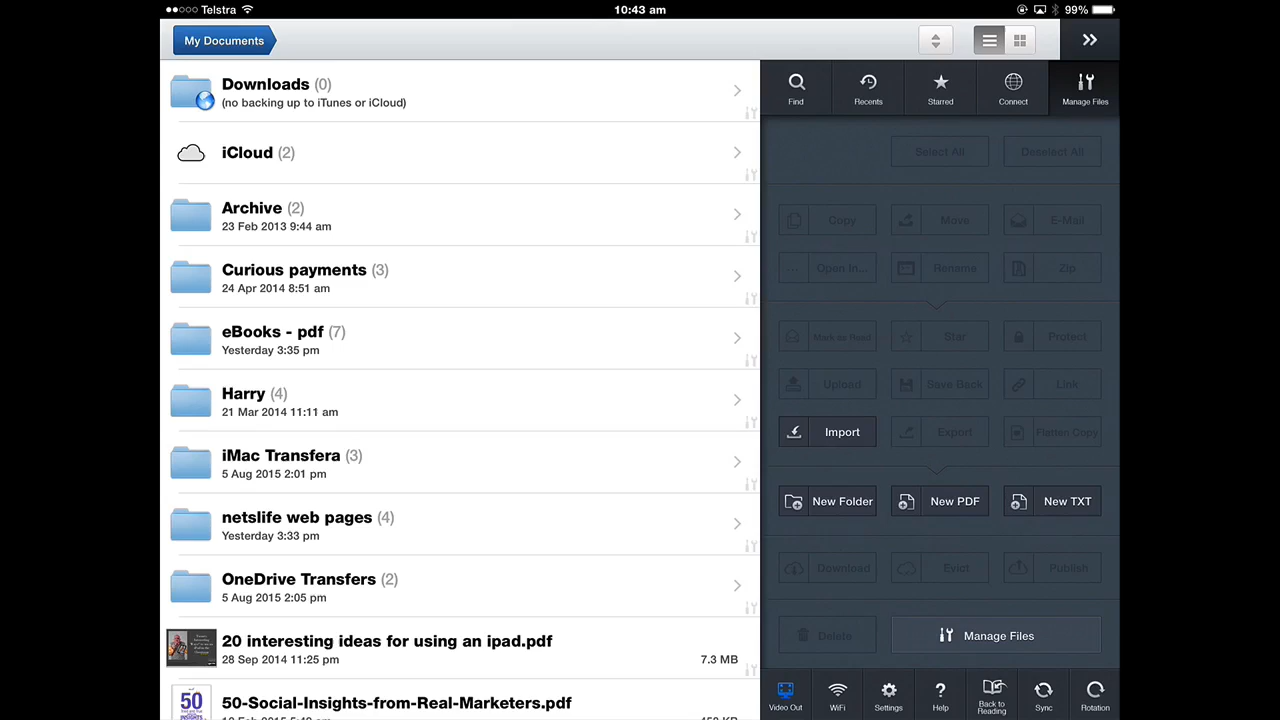 Telstra
10:43 am
99%
My Documents
Downloads (0)
(no backing up to iTunes or iCloud)
iCloud (2)
Archive (2)
23 Feb 2013 9:44 am
Curious payments (3)
24 Apr 2014 8:51 am
eBooks - pdf (7)
Yesterday 3:35 pm
Harry (4)
21 Mar 2014 11:11 am
iMac Transfera (3)
5 Aug 2015 2:01 pm
netslife web pages (4)
Yesterday 3:33 pm
OneDrive Transfers (2)
5 Aug 2015 2:05 pm
20 interesting ideas for using an ipad.pdf
28 Sep 2014 11:25 pm
7.3 MB
50-Social-Insights-from-Real-Marketers.pdf
50
Find
Recents
Starred
Connect
Manage Files
Select All
Deselect All
Copy
Move
E-Mail
Open In...
Rename
Zip
Mark as Read
Star
Protect
Upload
Save Back
Link
Import
Export
Flatten Copy
New Folder
New PDF
New TXT
Download
Evict
Publish
Delete
Manage Files
Video Out
WiFi
Settings
Help
Back to
Reading
Sync
Rotation